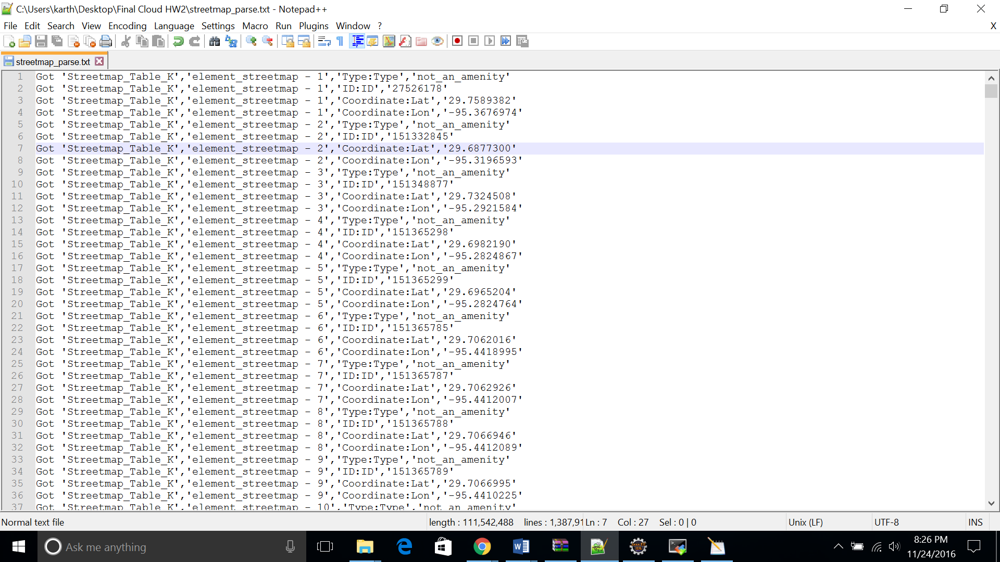 C:\Users\karth\Desktop\Final Cloud HW2\streetmap_parse.txt - Notepad++
File Edit Search View Encoding Language Settings Macro Run Plugins Window ? X
streetmap_parse.txt
1 Got 'Streetmap_Table_K','element_streetmap - 1','Type:Type','not_an_amenity'
2 Got 'Streetmap_Table_K','element_streetmap - 1','ID:ID','27526178'
3 Got 'Streetmap_Table_K','element_streetmap - 1','Coordinate:Lat','29.7589382'
4 Got 'Streetmap_Table_K','element_streetmap - 1','Coordinate:Lon','-95.3676974'
5 Got 'Streetmap_Table_K','element_streetmap - 2','Type:Type','not_an_amenity'
6 Got 'Streetmap_Table_K','element_streetmap - 2','ID:ID','151332845'
7 Got 'Streetmap_Table_K','element_streetmap - 2','Coordinate:Lat','29.6877300'
8 Got 'Streetmap_Table_K','element_streetmap - 2','Coordinate:Lon','-95.3196593'
9 Got 'Streetmap_Table_K','element_streetmap - 3','Type:Type','not_an_amenity'
10 Got 'Streetmap_Table_K','element_streetmap - 3','ID:ID','151348877'
11 Got 'Streetmap_Table_K','element_streetmap - 3','Coordinate:Lat','29.7324508'
12 Got 'Streetmap_Table_K','element_streetmap - 3','Coordinate:Lon','-95.2921584'
13 Got 'Streetmap_Table_K','element_streetmap - 4','Type:Type','not_an_amenity'
14 Got 'Streetmap_Table_K','element_streetmap - 4','ID:ID','151365298'
15 Got 'Streetmap_Table_K','element_streetmap - 4','Coordinate:Lat','29.6982190'
16 Got 'Streetmap_Table_K','element_streetmap - 4','Coordinate:Lon','-95.2824867'
17 Got 'Streetmap_Table_K','element_streetmap - 5','Type:Type','not_an_amenity'
18 Got 'Streetmap_Table_K','element_streetmap - 5','ID:ID','151365299'
19 Got 'Streetmap_Table_K','element_streetmap - 5','Coordinate:Lat','29.6965204'
20 Got 'Streetmap_Table_K','element_streetmap - 5','Coordinate:Lon','-95.2824764'
21 Got 'Streetmap_Table_K','element_streetmap - 6','Type:Type','not_an_amenity'
22 Got 'Streetmap_Table_K','element_streetmap - 6','ID:ID','151365785'
23 Got 'Streetmap_Table_K','element_streetmap - 6','Coordinate:Lat','29.7062016'
24 Got 'Streetmap_Table_K','element_streetmap - 6','Coordinate:Lon','-95.4418995'
25 Got 'Streetmap_Table_K','element_streetmap - 7','Type:Type','not_an_amenity'
26 Got 'Streetmap_Table_K','element_streetmap - 7','ID:ID','151365787'
27 Got 'Streetmap_Table_K','element_streetmap - 7','Coordinate:Lat','29.7062926'
28 Got 'Streetmap_Table_K','element_streetmap - 7','Coordinate:Lon','-95.4412007'
29 Got 'Streetmap_Table_K','element_streetmap - 8','Type:Type','not_an_amenity'
30 Got 'Streetmap_Table_K','element_streetmap - 8','ID:ID','151365788'
31 Got 'Streetmap_Table_K','element_streetmap - 8','Coordinate:Lat','29.7066946'
32 Got 'Streetmap_Table_K','element_streetmap - 8','Coordinate:Lon','-95.4412089'
33 Got 'Streetmap_Table_K','element_streetmap - 9','Type:Type','not_an_amenity'
34 Got 'Streetmap_Table_K','element_streetmap - 9','ID:ID','151365789'
35 Got 'Streetmap_Table_K','element_streetmap - 9','Coordinate:Lat','29.7066995'
36 Got 'Streetmap_Table_K','element_streetmap - 9','Coordinate:Lon','-95.4410225'
37 Got 'Streetmap_Table_K','element_streetmap - 10','Type:Type','not_an_amenity'
Normal text file length : 111,542,488 lines : 1,387,91 Ln : 7 Col : 27 Sel : 0 | 0 Unix (LF) UTF-8 INS
Ask me anything
8:26 PM
11/24/2016